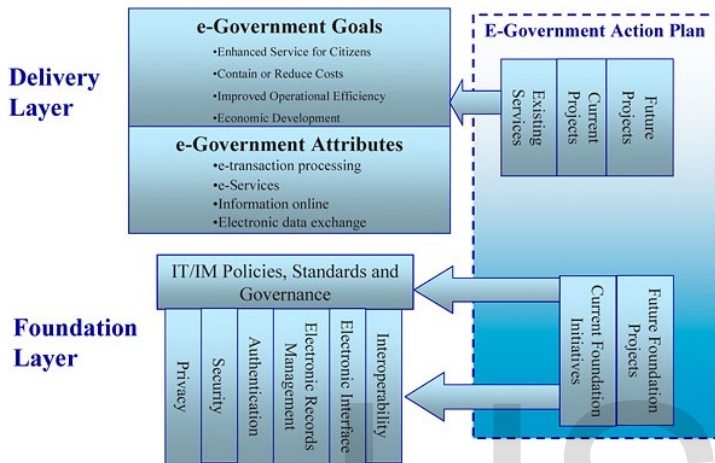 e-Government Goals
•Enhanced Service for Citizens
•Contain or Reduce Costs
•Improved Operational Efficiency
•Economic Development
Delivery
Layer
e-Government Attributes
•e-transaction processing
•e-Services
•Information online
•Electronic data exchange
E-Government Action Plan
Existing
Services
Current
Projects
Future
Projects
Foundation
Layer
IT/IM Policies, Standards and
Governance
Privacy
Security
Authentication
Electronic Records
Management
Electronic Interface
Interoperability
Current Foundation
Initiatives
Future Foundation
Projects